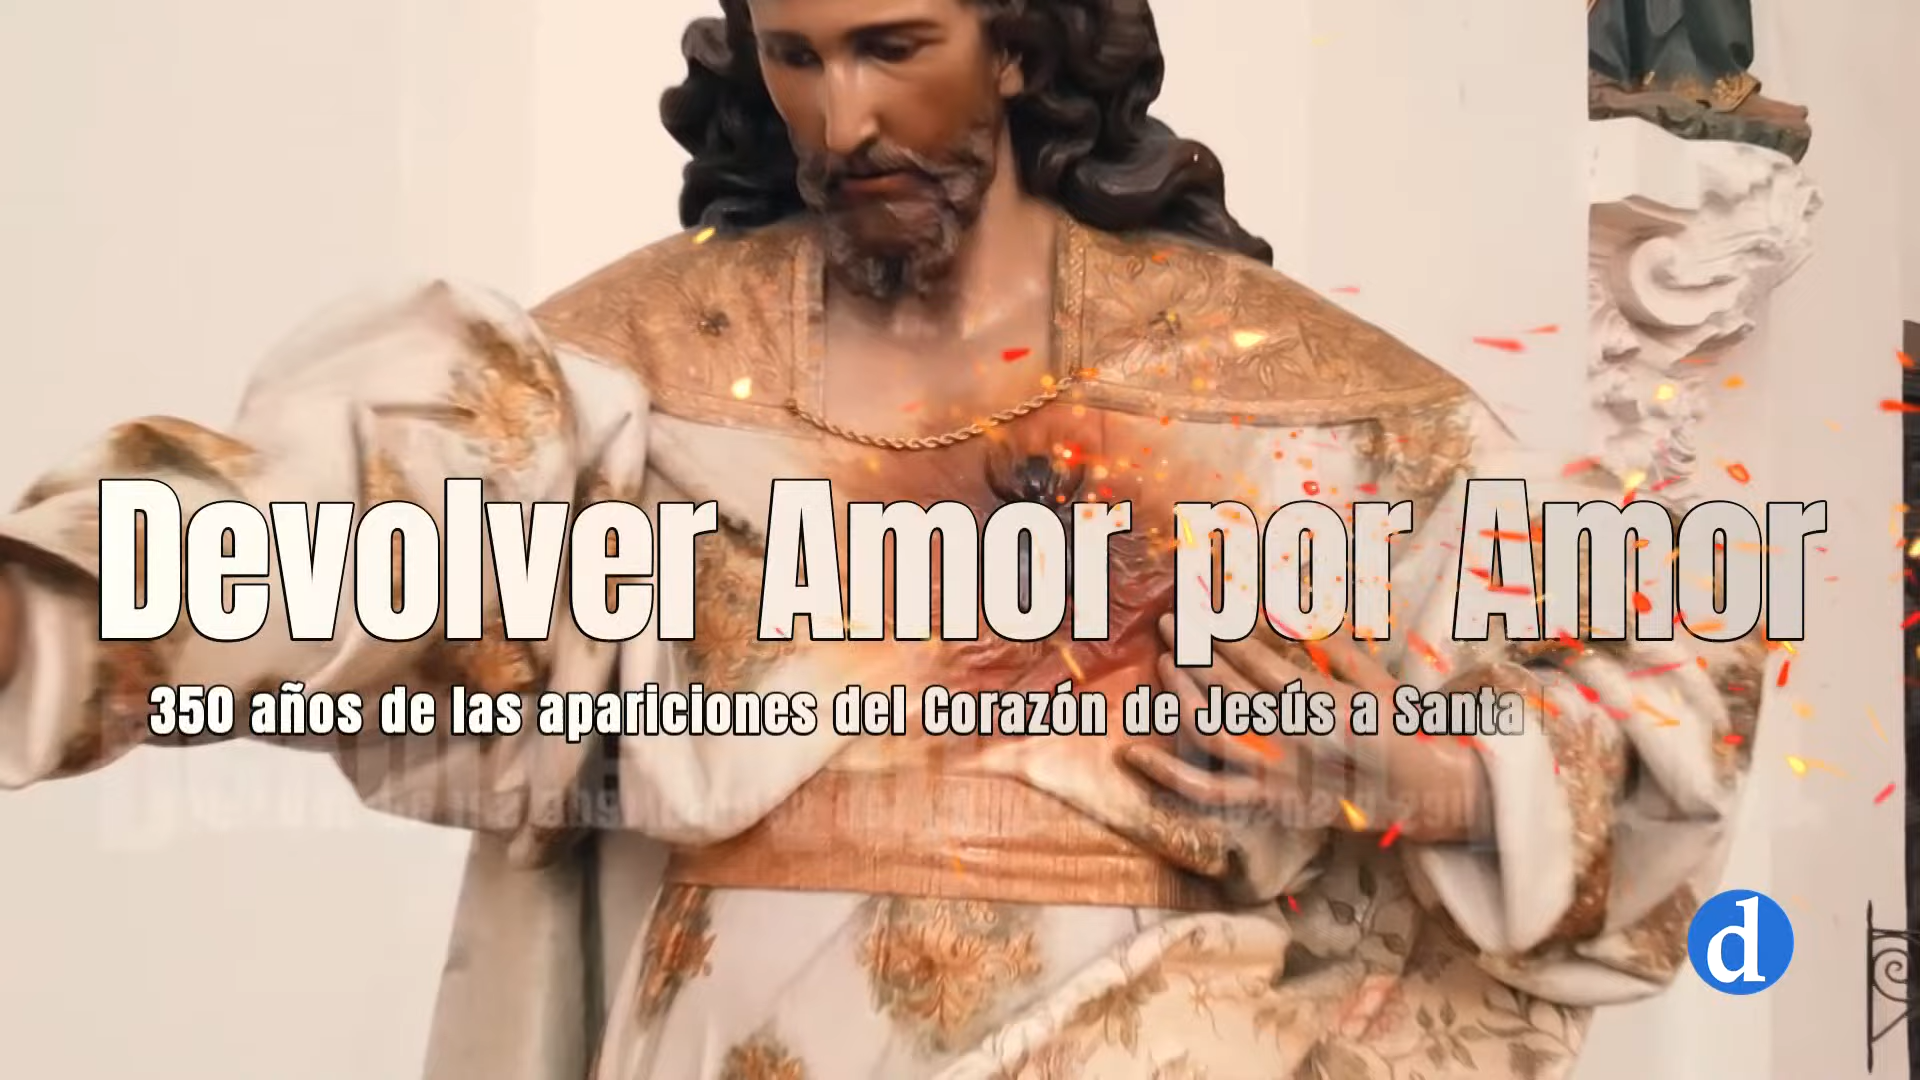 Devolver Amor por Amor
350 años de las apariciones del Corazón de Jesús a Santa
d